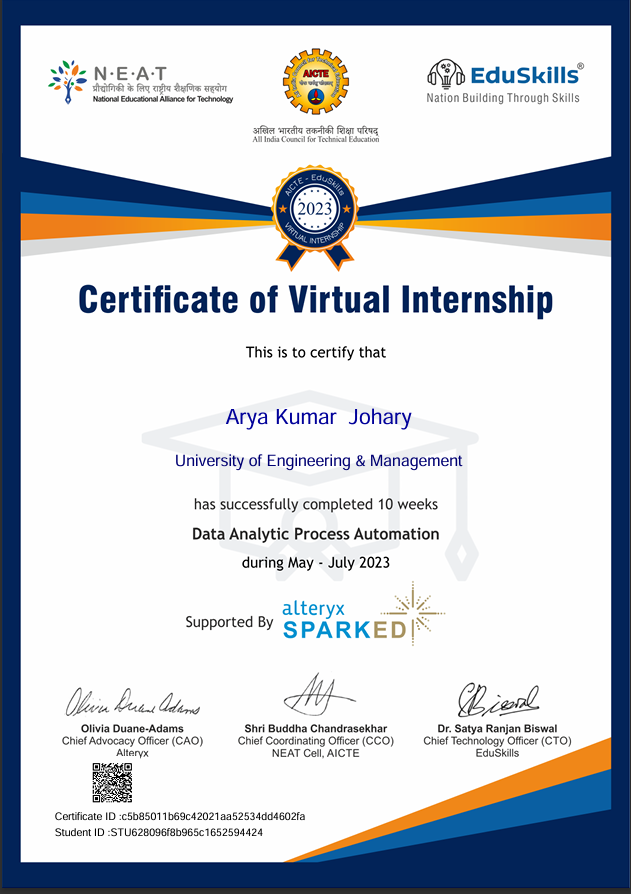 N·E·A·T
प्रौद्योगिकी के लिए राष्ट्रीय शैक्षणिक सहयोग
National Educational Alliance for Technology
AICTE
अखिल भारतीय तकनीकी शिक्षा परिषद्
All India Council for Technical Education
EduSkills®
Nation Building Through Skills
AICTE - EduSkills
2023
VIRTUAL INTERNSHIP
Certificate of Virtual Internship
This is to certify that
Arya Kumar Johary
University of Engineering & Management
has successfully completed 10 weeks
Data Analytic Process Automation
during May - July 2023
Supported By
alteryx
SPARKED
Olivia Duane Adams
Olivia Duane-Adams
Chief Advocacy Officer (CAO)
Alteryx
Shri Buddha Chandrasekhar
Chief Coordinating Officer (CCO)
NEAT Cell, AICTE
Dr. Satya Ranjan Biswal
Chief Technology Officer (CTO)
EduSkills
Certificate ID :c5b85011b69c42021aa52534dd4602fa
Student ID :STU628096f8b965c1652594424